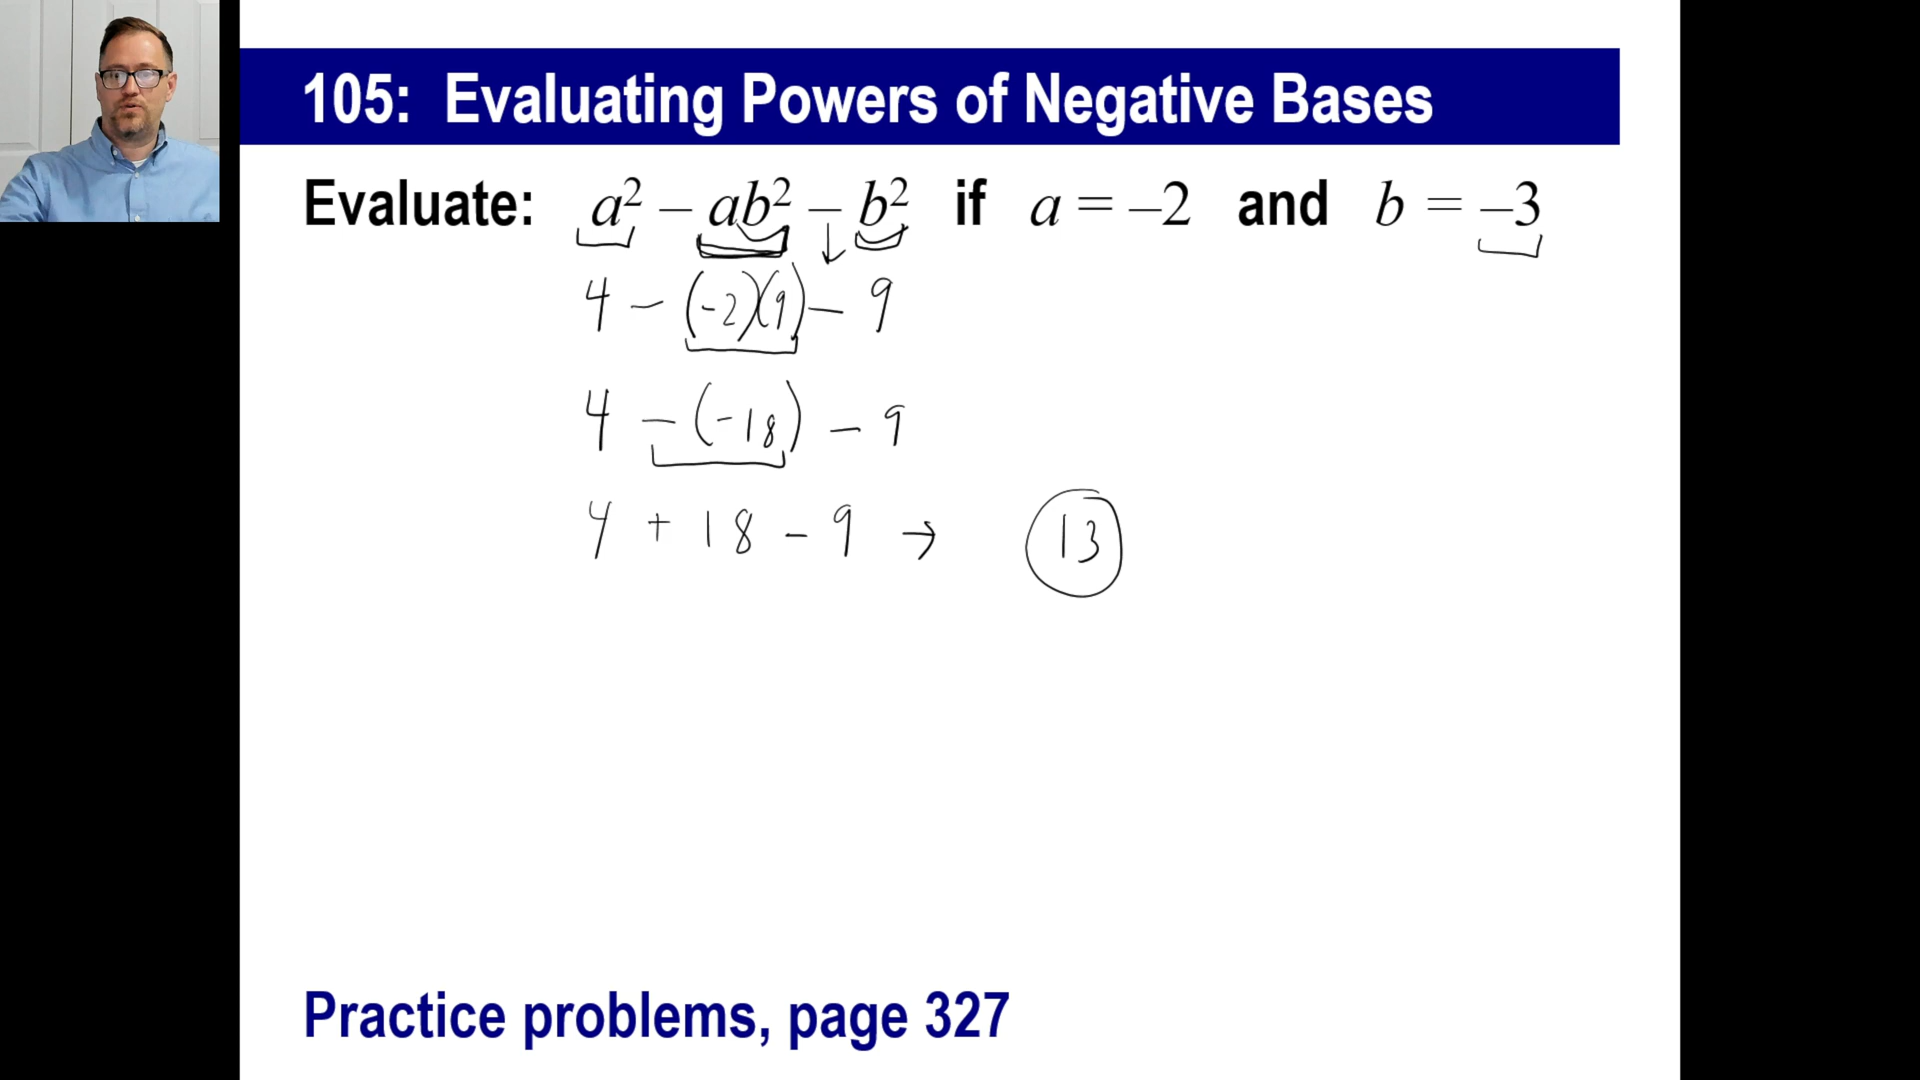 105: Evaluating Powers of Negative Bases
Evaluate: a² – ab² – b² if a = –2 and b = –3
4 – (-2)(9) – 9
4 – (-18) – 9
4 + 18 - 9 → 13
Practice problems, page 327